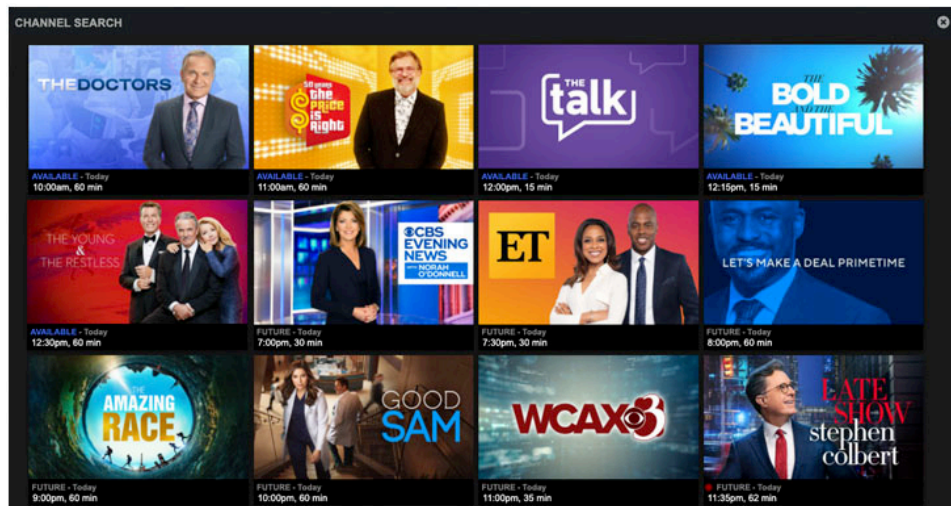 CHANNEL SEARCH
THE DOCTORS
50 years
the
PRICE
is
Right
THE
talk
THE
BOLD
AND THE
BEAUTIFUL
AVAILABLE - Today
10:00am, 60 min
AVAILABLE - Today
11:00am, 60 min
AVAILABLE - Today
12:00pm, 15 min
AVAILABLE - Today
12:15pm, 15 min
THE YOUNG
&
THE RESTLESS
CBS
EVENING
NEWS
WITH NORAH
O'DONNELL
ET
LET'S MAKE A DEAL PRIMETIME
AVAILABLE - Today
12:30pm, 60 min
FUTURE - Today
7:00pm, 30 min
FUTURE - Today
7:30pm, 30 min
FUTURE - Today
8:00pm, 60 min
THE
AMAZING
RACE
GOOD
SAM
WCAX 3
LATE
SHOW
stephen
colbert
FUTURE - Today
9:00pm, 60 min
FUTURE - Today
10:00pm, 60 min
FUTURE - Today
11:00pm, 35 min
FUTURE - Today
11:35pm, 62 min